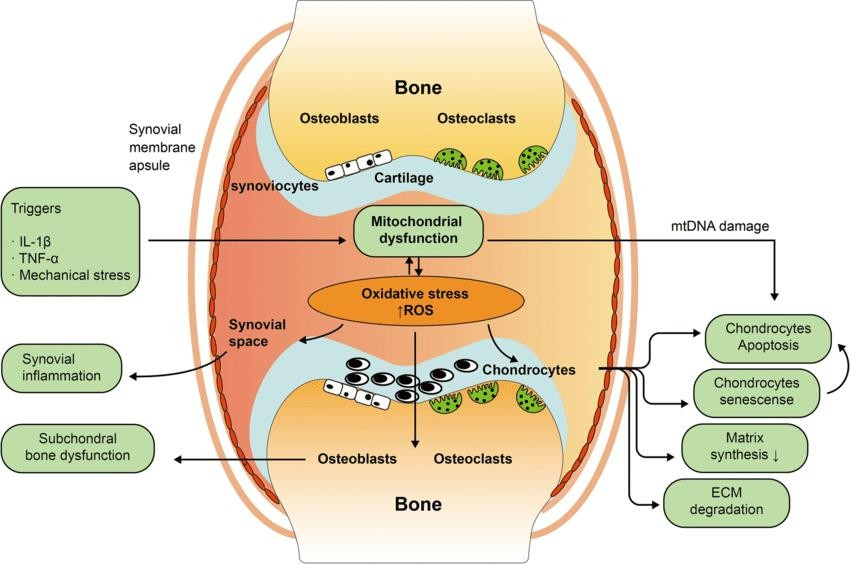 Bone
Osteoblasts
Osteoclasts
Synovial
membrane
apsule
synoviocytes
Cartilage
Triggers
· IL-1β
· TNF-α
· Mechanical stress
Mitochondrial
dysfunction
mtDNA damage
Oxidative stress
↑ROS
Synovial
space
Chondrocytes
Apoptosis
Synovial
inflammation
Chondrocytes
Chondrocytes
senescense
Subchondral
bone dysfunction
Osteoblasts
Osteoclasts
Matrix
synthesis ↓
Bone
ECM
degradation